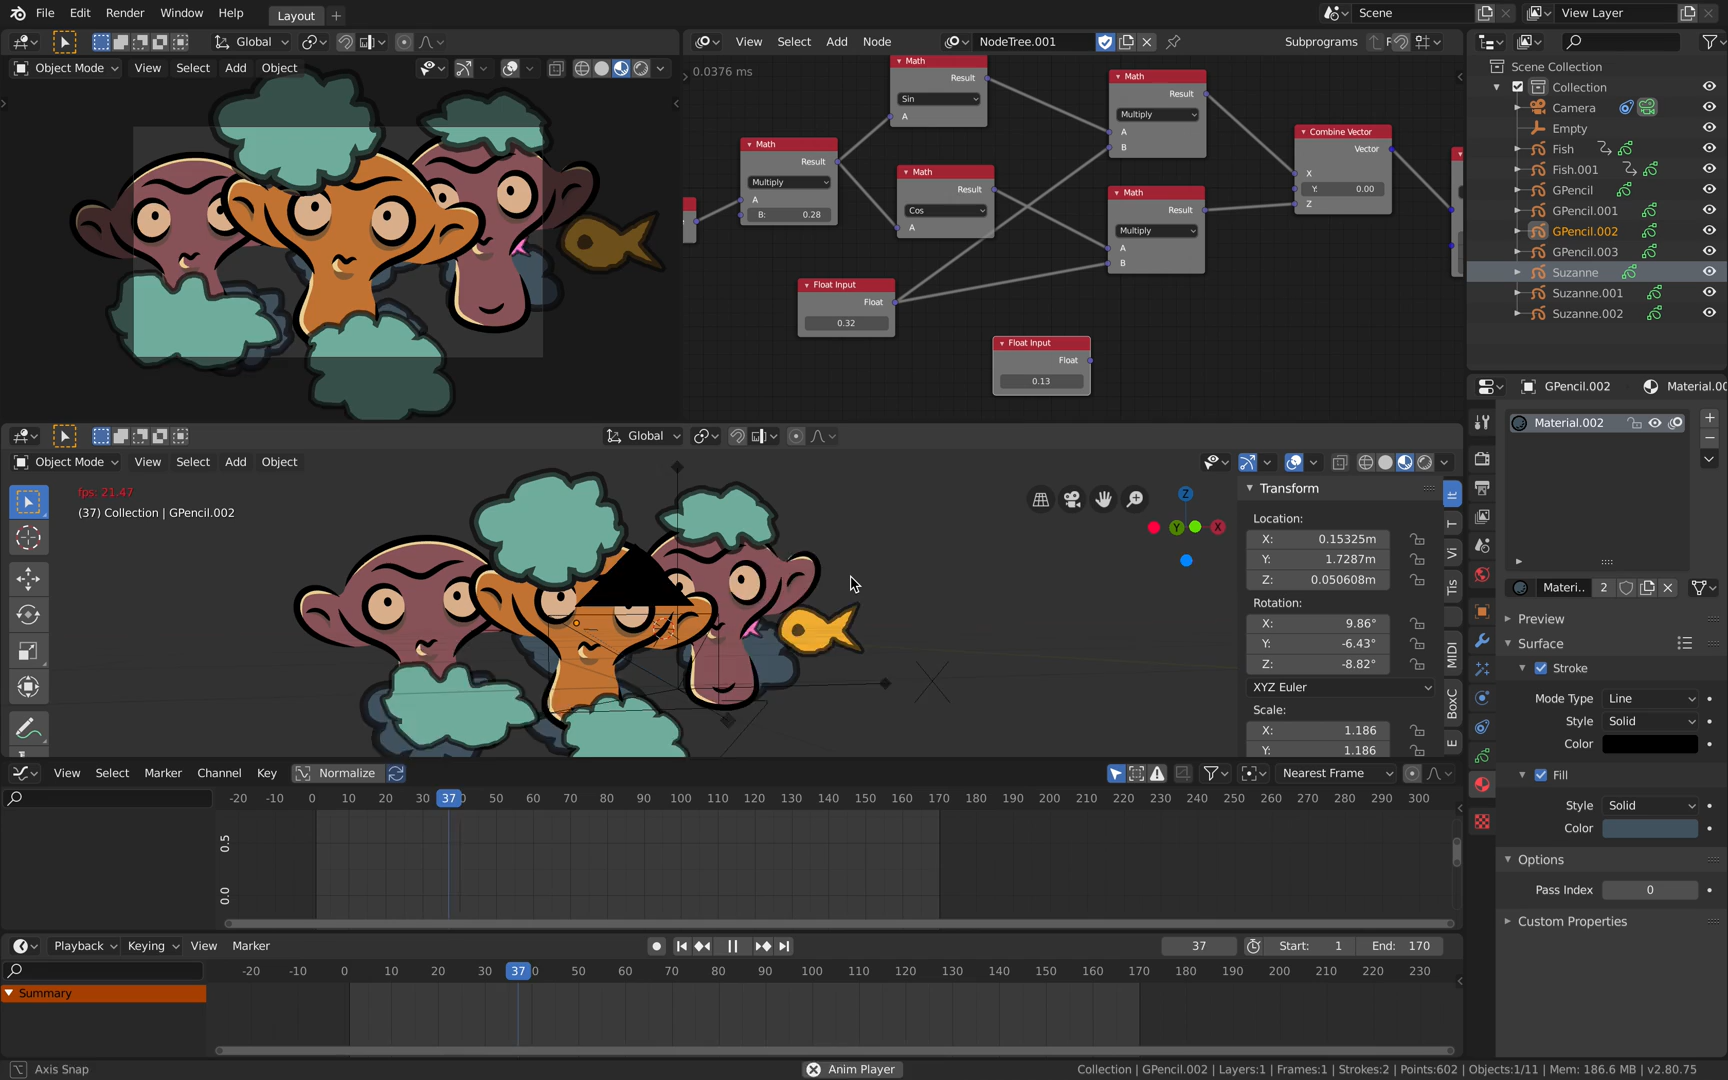 File Edit Render Window Help Layout + Scene View Layer
Global View Select Add Node NodeTree.001 Subprograms
Object Mode View Select Add Object
0.0376 ms
Math
Result
Sin
A
Math
Result
Multiply
A
B: 0.28
Math
Result
Cos
A
Math
Result
Multiply
A
B
Math
Result
Multiply
A
B
Combine Vector
Vector
X
Y: 0.00
Z
Float Input
Float
0.32
Float Input
Float
0.13
Scene Collection
Collection
Camera
Empty
Fish
Fish.001
GPencil
GPencil.001
GPencil.002
GPencil.003
Suzanne
Suzanne.001
Suzanne.002
Global
Object Mode View Select Add Object
fps: 21.47
(37) Collection | GPencil.002
Z
Y X
Transform
Location:
X: 0.15325m
Y: 1.7287m
Z: 0.050608m
Rotation:
X: 9.86°
Y: -6.43°
Z: -8.82°
XYZ Euler
Scale:
X: 1.186
Y: 1.186
It
T
Vi
Tis
MIDI
BoxC
E
GPencil.002 Material.00
Material.002
Materi.. 2
Preview
Surface
Stroke
Mode Type Line
Style Solid
Color
Fill
Style Solid
Color
Options
Pass Index 0
Custom Properties
View Select Marker Channel Key Normalize Nearest Frame
-20 -10 0 10 20 30 37 50 60 70 80 90 100 110 120 130 140 150 160 170 180 190 200 210 220 230 240 250 260 270 280 290 300
0.5
0.0
Playback Keying View Marker 37 Start: 1 End: 170
-20 -10 0 10 20 30 37 50 60 70 80 90 100 110 120 130 140 150 160 170 180 190 200 210 220 230
Summary
Axis Snap Anim Player Collection | GPencil.002 | Layers:1 | Frames:1 | Strokes:2 | Points:602 | Objects:1/11 | Mem: 186.6 MB | v2.80.75